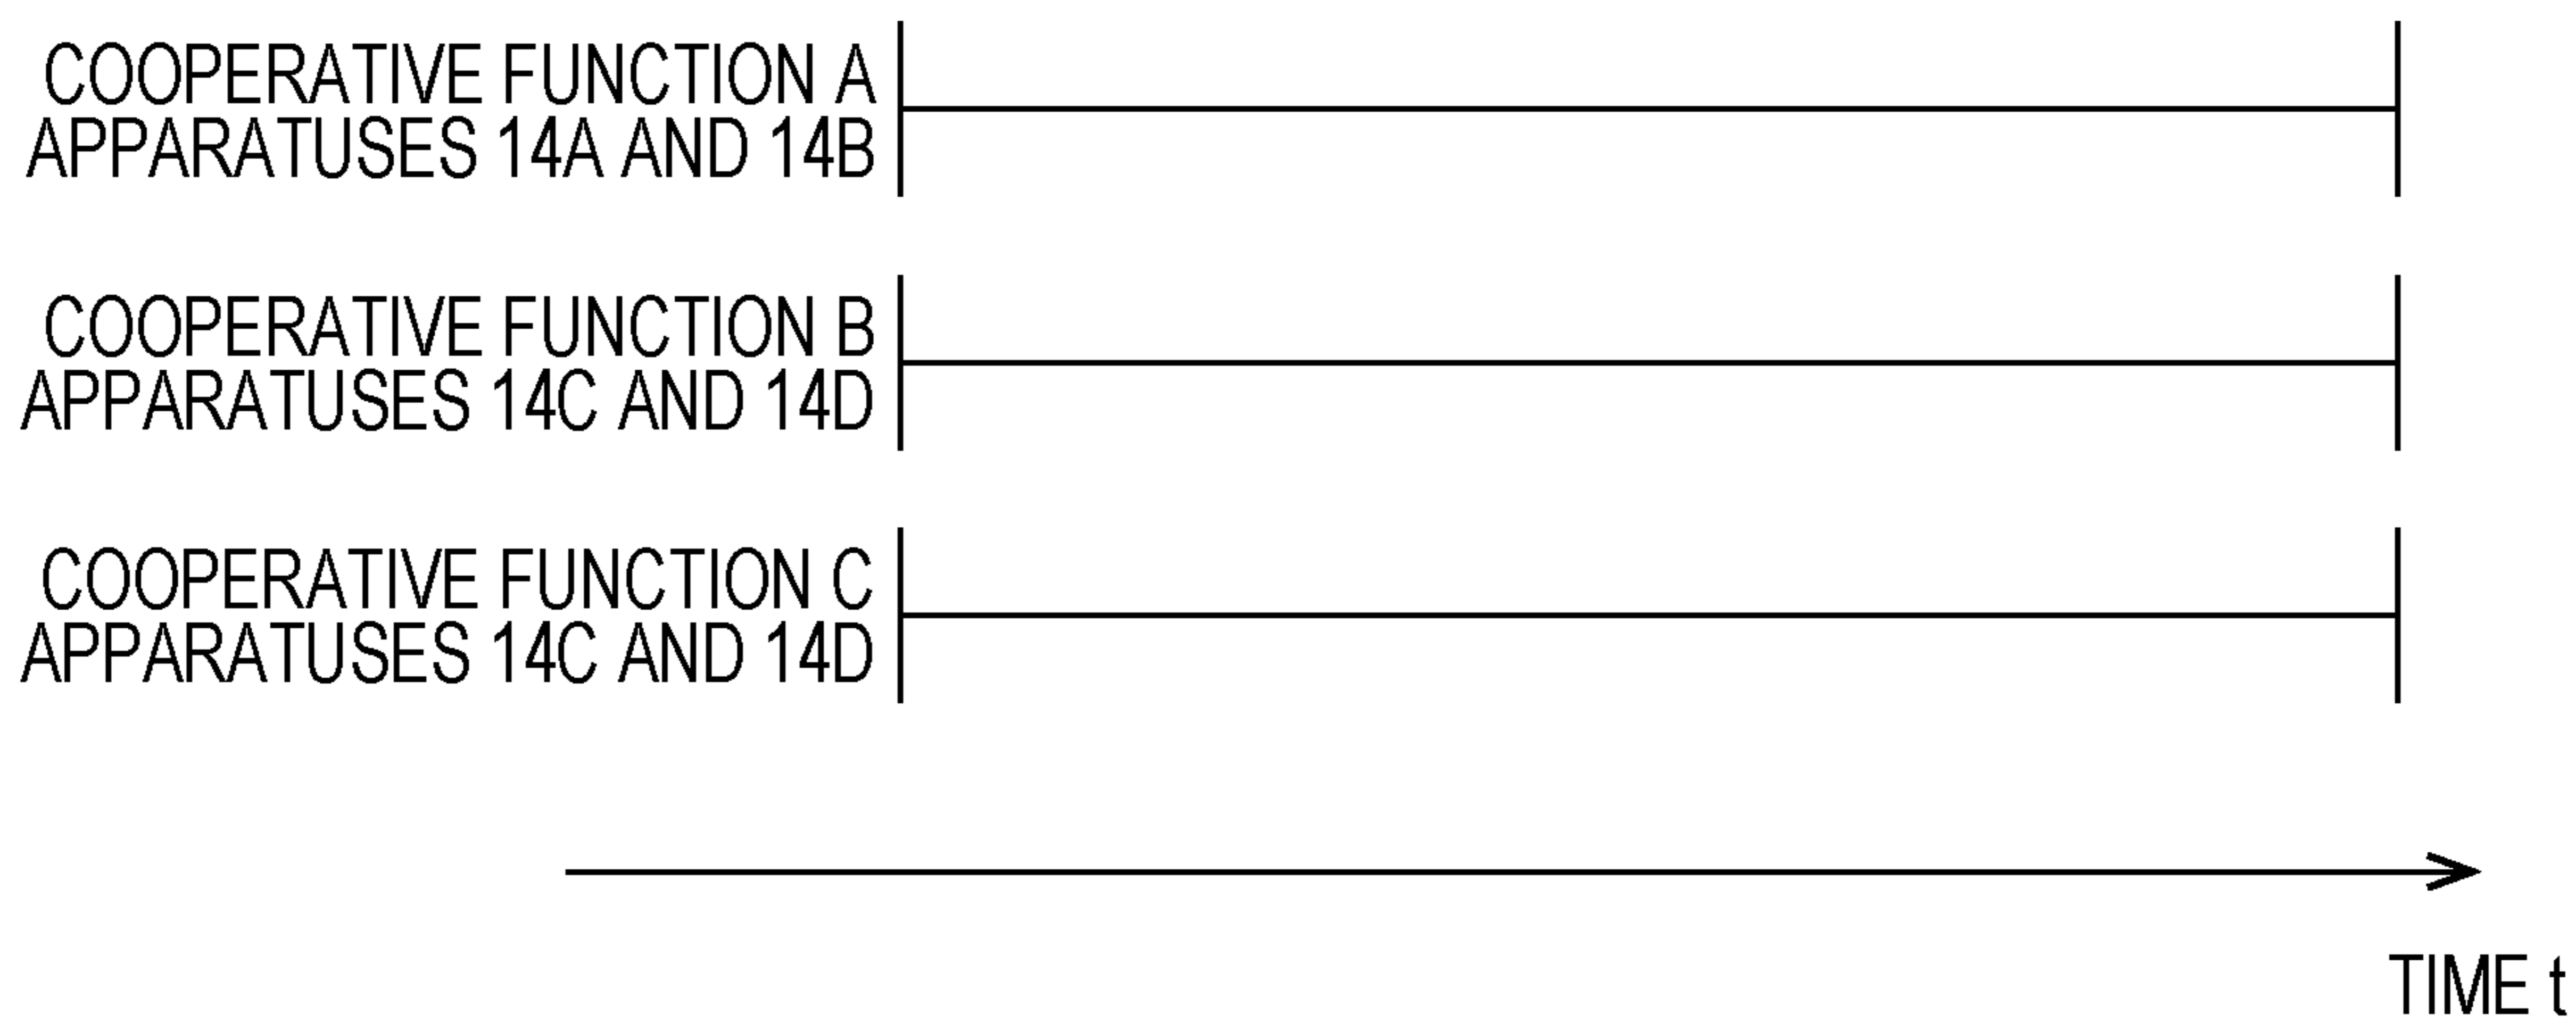 COOPERATIVE FUNCTION A
APPARATUSES 14A AND 14B
COOPERATIVE FUNCTION B
APPARATUSES 14C AND 14D
COOPERATIVE FUNCTION C
APPARATUSES 14C AND 14D
TIME t